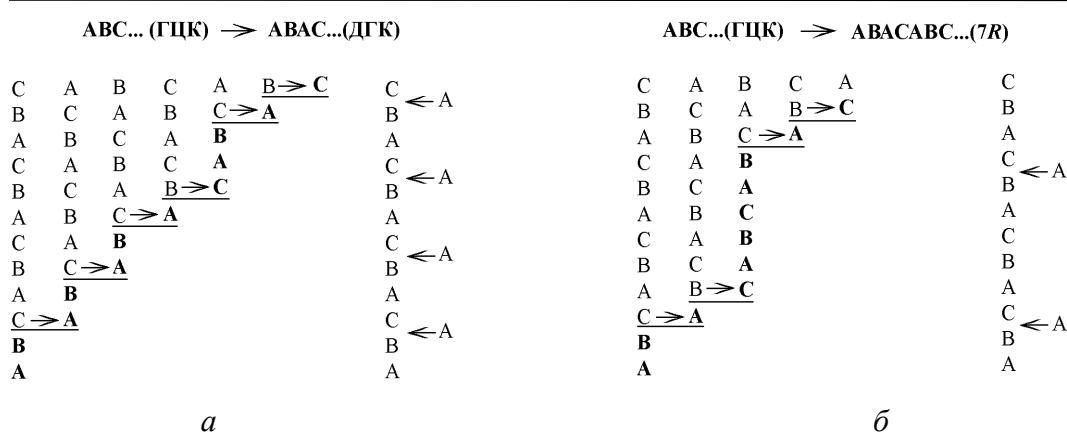 ABC... (ГЦК) → ABAC...(ДГК)
C A B C A B → C C
← A
B C A B C → A B
A B C A B A
C A B C A C
← A
B C A B → C B
A B C → A A
C A B C
← A
B C → A B
A B A
C → A C
← A
B B
A A
а
ABC...(ГЦК) → ABACABC...(7R)
C A B C A C
B C A B → C B
A B C → A A
C A B C
← A
B C A B
A B C A
C A B C
B C A B
A B → C A
C → A C
← A
B B
A A
б